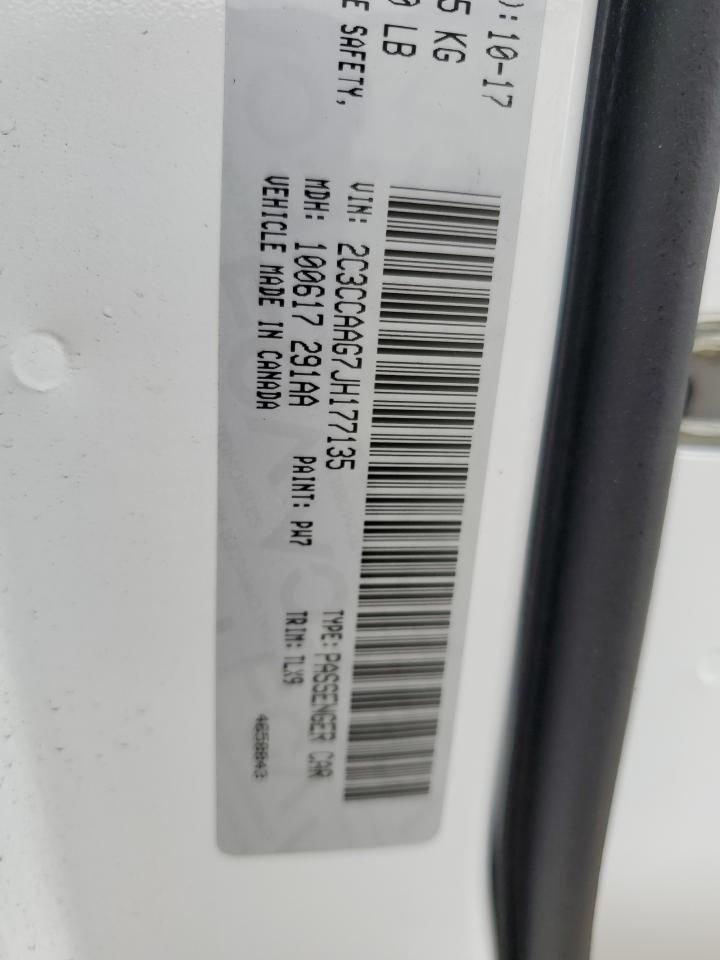 ): 10-17
5 KG
0 LB
E SAFETY,
VIN: 2C3CCAAG7JH177135
TYPE: PASSENGER CAR
MDH: 100617 291AA PAINT: PW7 TRIM: TLX9
VEHICLE MADE IN CANADA